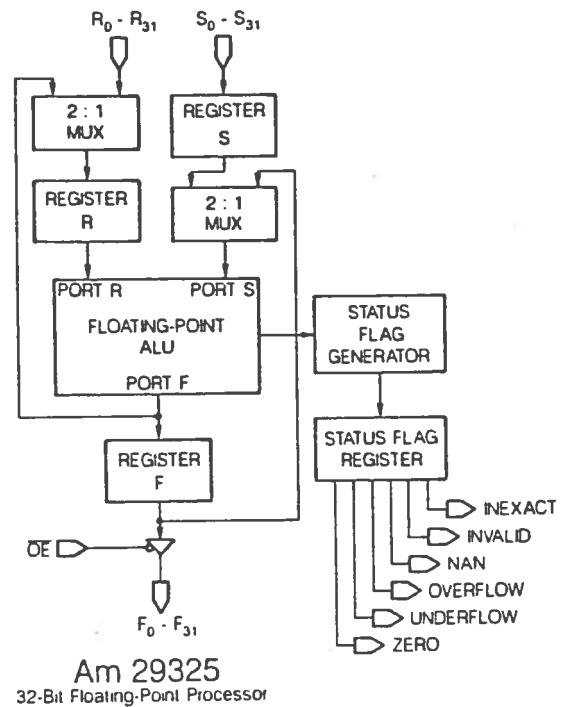 R0 - R31
S0 - S31
2 : 1
MUX
REGISTER
S
REGISTER
R
2 : 1
MUX
PORT R
PORT S
FLOATING-POINT
ALU
PORT F
STATUS
FLAG
GENERATOR
REGISTER
F
STATUS FLAG
REGISTER
INEXACT
INVALID
NAN
OVERFLOW
UNDERFLOW
ZERO
OE
F0 - F31
Am 29325
32-Bit Floating-Point Processor